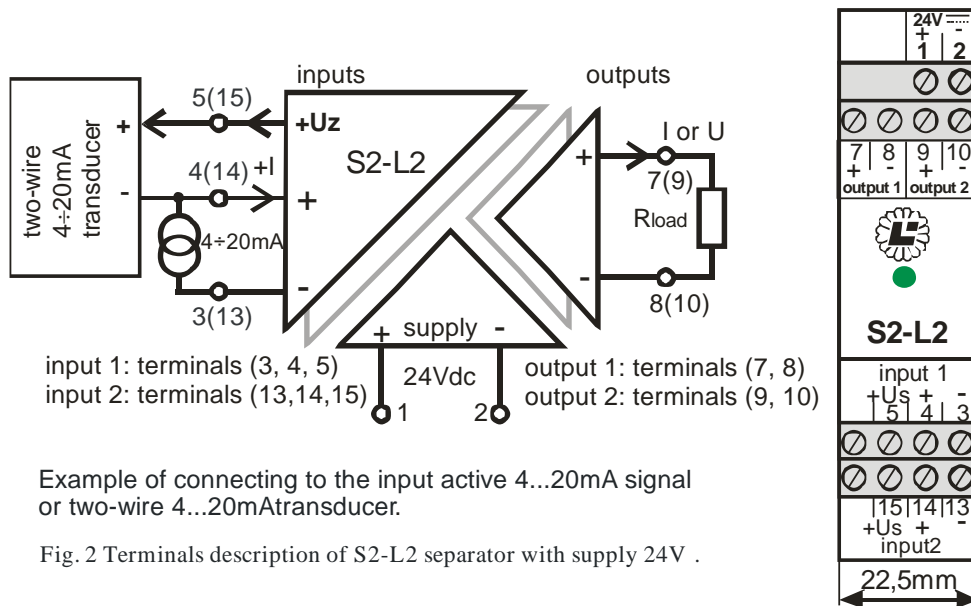 inputs
outputs
5(15)
+
+Uz
S2-L2
4(14) +I
-
+
two-wire
4÷20mA
transducer
4÷20mA
-
3(13)
+
I or U
7(9)
Rload
-
8(10)
+ supply -
24Vdc
1
2
input 1: terminals (3, 4, 5)
input 2: terminals (13,14,15)
output 1: terminals (7, 8)
output 2: terminals (9, 10)
Example of connecting to the input active 4...20mA signal
or two-wire 4...20mAtransducer.
Fig. 2 Terminals description of S2-L2 separator with supply 24V .
24V
+ -
1 2
7 8 9 10
+ - + -
output 1 output 2
S2-L2
input 1
+Us + -
5 4 3
15 14 13
+Us + -
input2
22,5mm